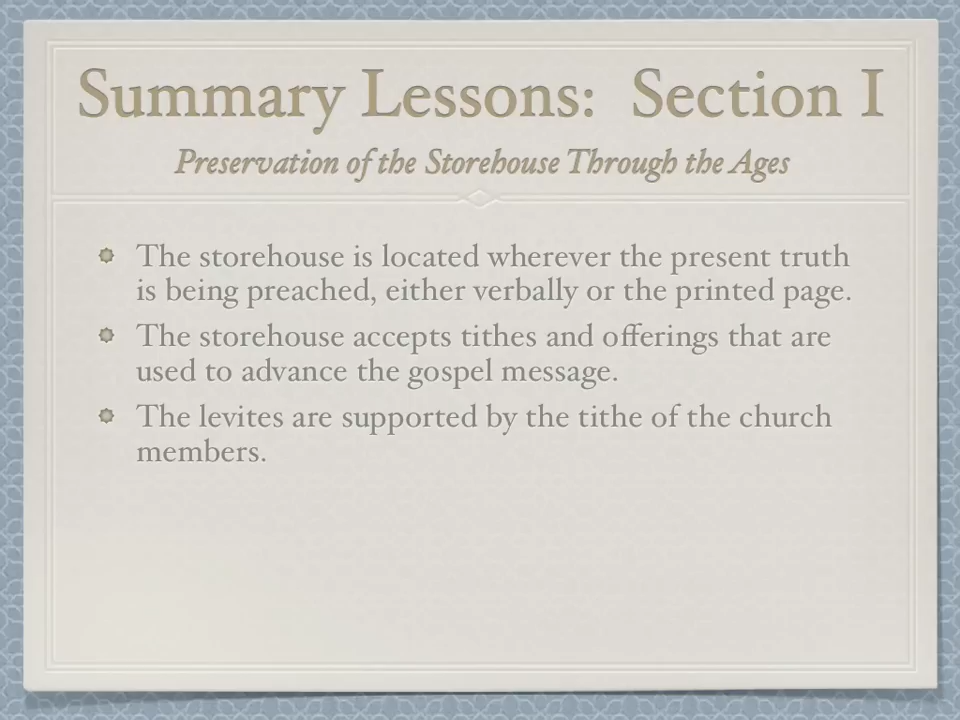 Summary Lessons: Section I
Preservation of the Storehouse Through the Ages
The storehouse is located wherever the present truth
is being preached, either verbally or the printed page.
The storehouse accepts tithes and offerings that are
used to advance the gospel message.
The levites are supported by the tithe of the church
members.